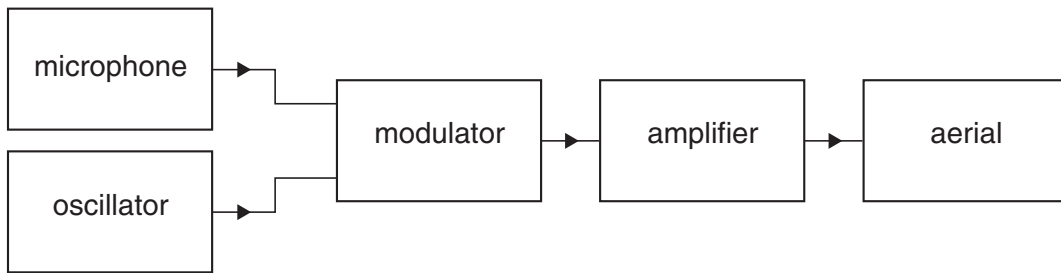 microphone
oscillator
modulator
amplifier
aerial